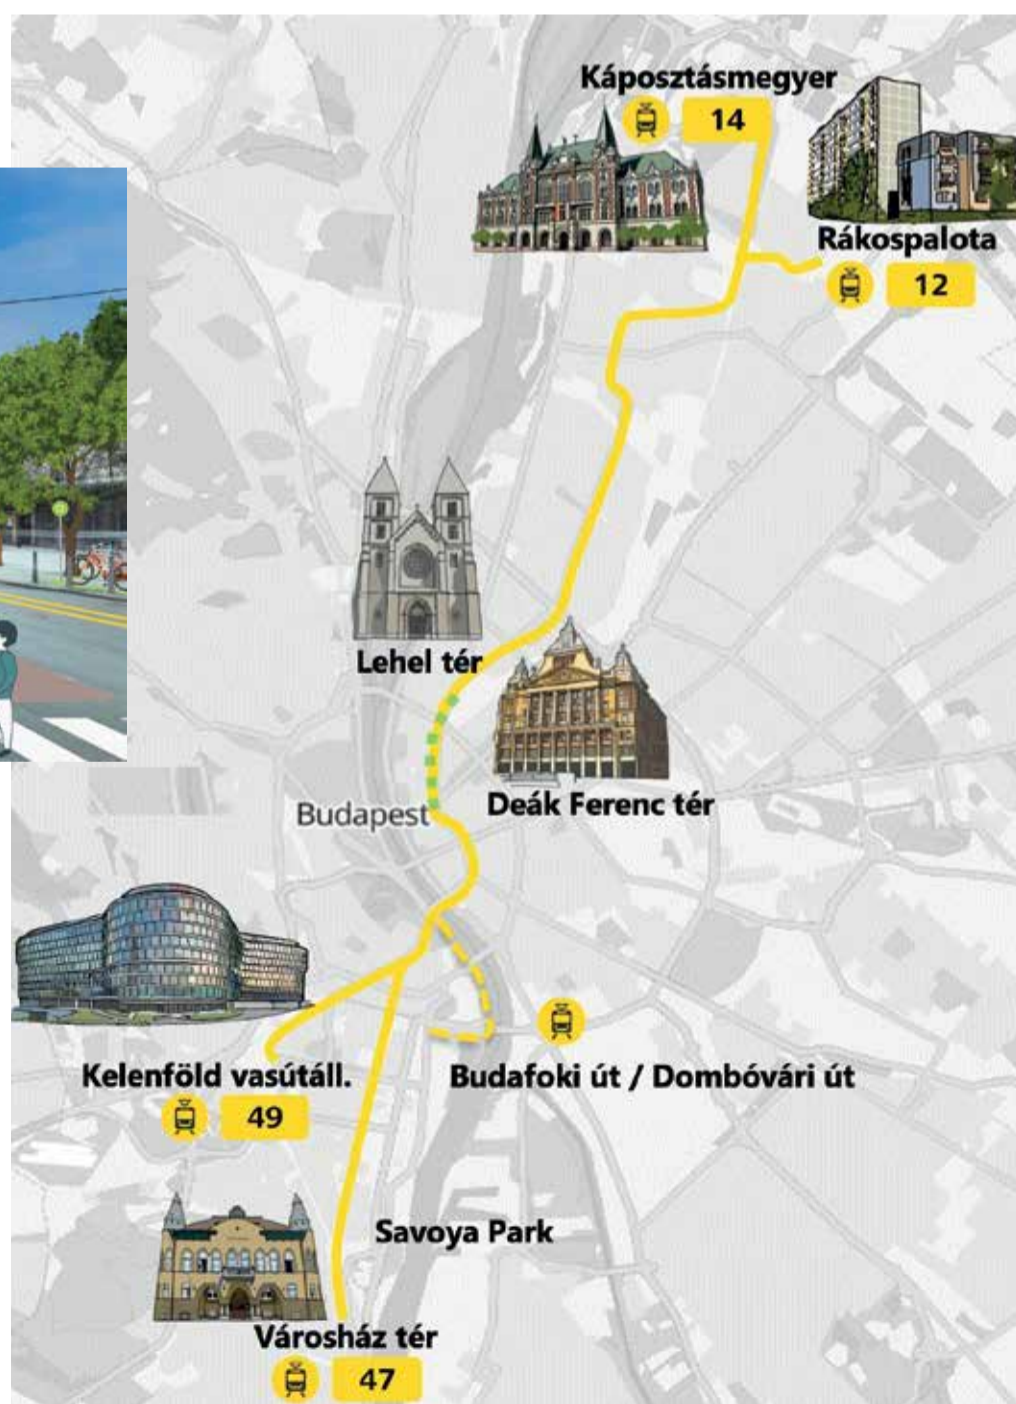 Káposztásmegyer
14
Rákospalota
12
Lehel tér
Deák Ferenc tér
Budapest
Kelenföld vasútáll.
49
Budafoki út / Dombóvári út
Savoya Park
Városház tér
47